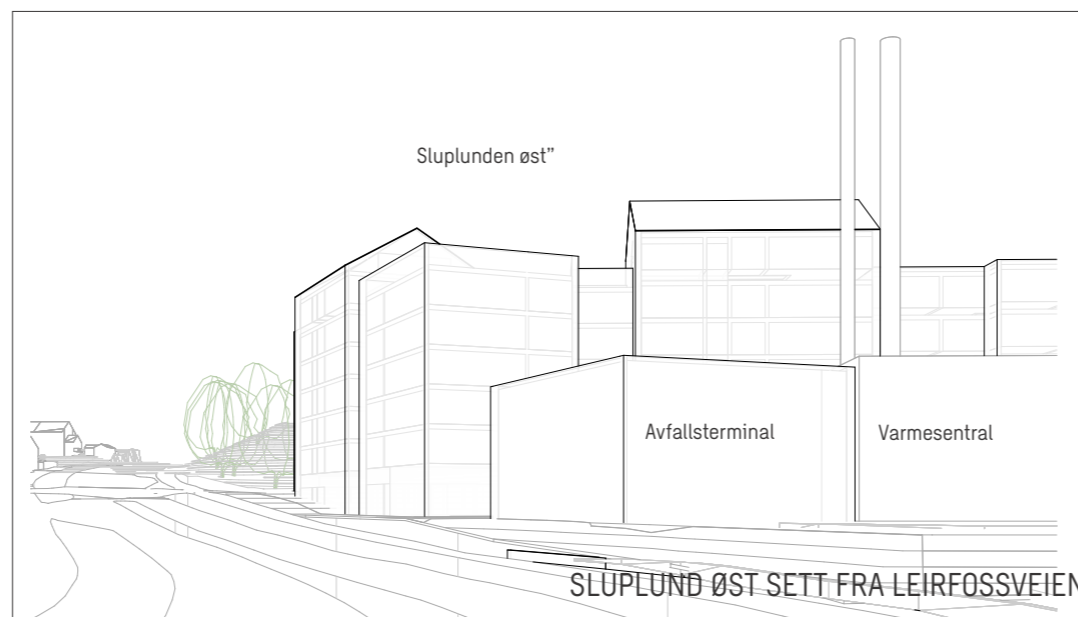 Sluplunden øst”
Avfallsterminal
Varmesentral
SLUPLUND ØST SETT FRA LEIRFOSSVEIEN